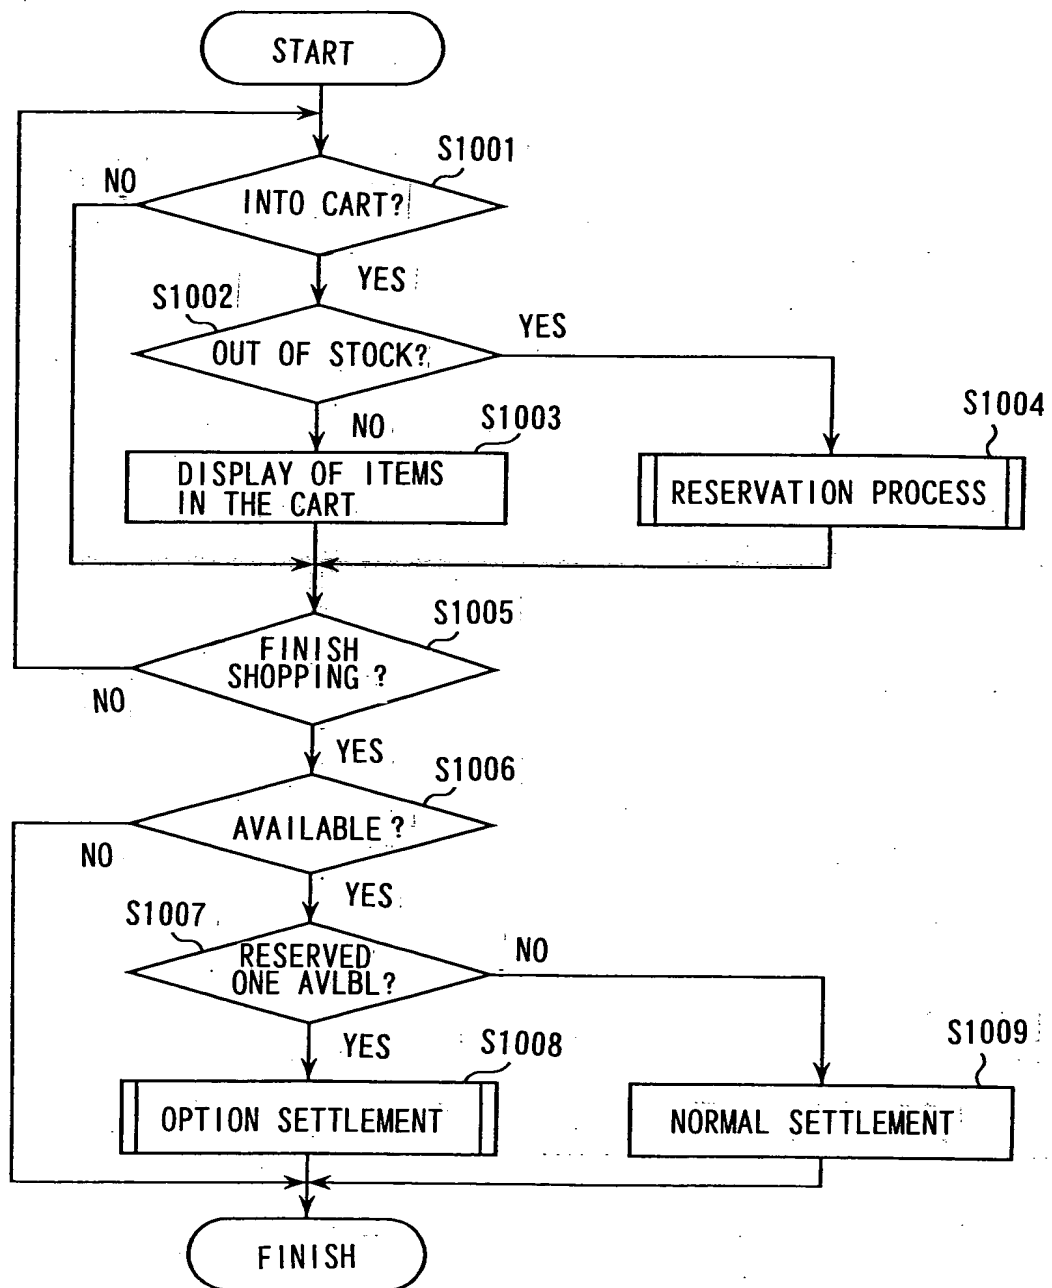 START
S1001
NO
INTO CART?
YES
S1002
YES
OUT OF STOCK?
S1004
NO
S1003
DISPLAY OF ITEMS
IN THE CART
RESERVATION PROCESS
S1005
FINISH
SHOPPING ?
NO
YES
S1006
AVAILABLE ?
NO
YES
S1007
NO
RESERVED
ONE AVLBL?
YES
S1008
S1009
OPTION SETTLEMENT
NORMAL SETTLEMENT
FINISH